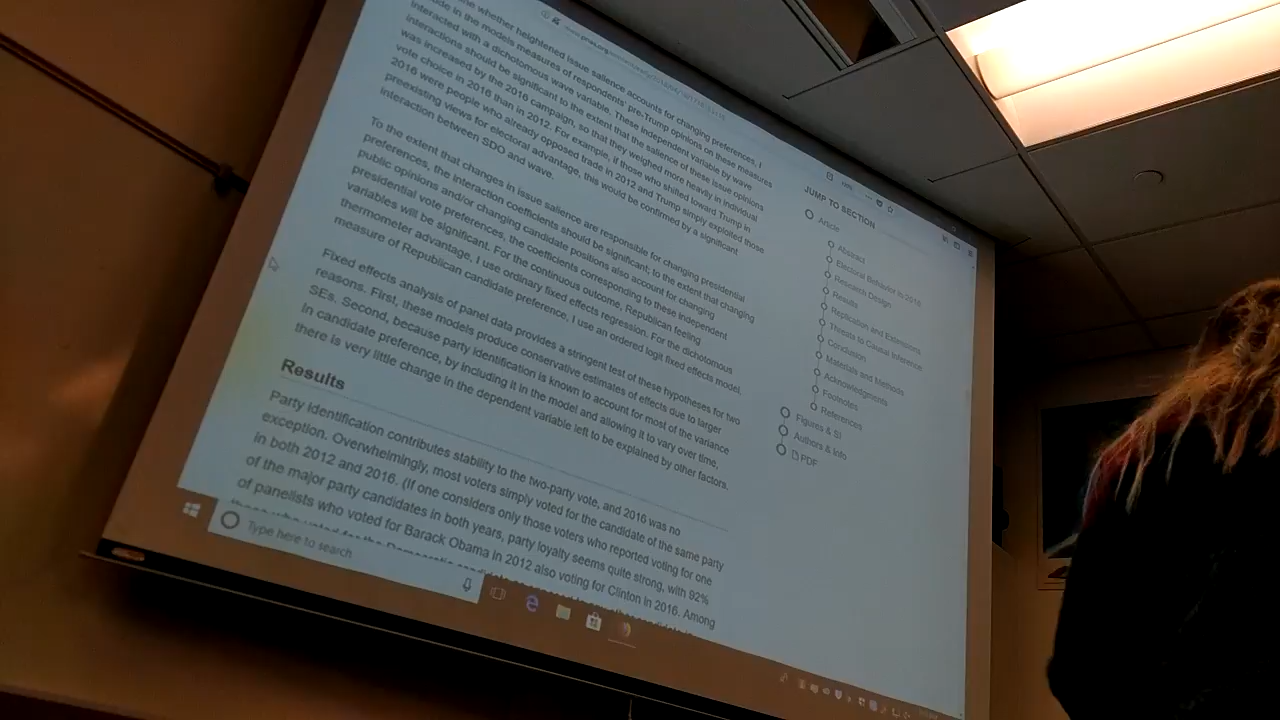 www.pnas.org
whether heightened issue salience accounts for changing preferences, I
in the models measures of respondents' pre-Trump opinions on these measures
interacted with a dichotomous wave variable. These independent variable by wave
interactions should be significant to the extent that the salience of these issue opinions
was increased by the 2016 campaign, so that they weighed more heavily in individual
vote choice in 2016 than in 2012. For example, if those who shifted toward Trump in
2016 were people who already opposed trade in 2012 and Trump simply exploited those
preexisting views for electoral advantage, this would be confirmed by a significant
interaction between SDO and wave.
To the extent that changes in issue salience are responsible for changing presidential
preferences, the interaction coefficients should be significant; to the extent that changing
public opinions and/or changing candidate positions also account for changing
presidential vote preferences, the coefficients corresponding to these independent
variables will be significant. For the continuous outcome, Republican feeling
thermometer advantage, I use ordinary fixed effects regression. For the dichotomous
measure of Republican candidate preference, I use an ordered logit fixed effects model.
Fixed effects analysis of panel data provides a stringent test of these hypotheses for two
reasons. First, these models produce conservative estimates of effects due to larger
SEs. Second, because party identification is known to account for most of the variance
in candidate preference, by including it in the model and allowing it to vary over time,
there is very little change in the dependent variable left to be explained by other factors.
Results
Party identification contributes stability to the two-party vote, and 2016 was no
exception. Overwhelmingly, most voters simply voted for the candidate of the same party
in both 2012 and 2016. (If one considers only those voters who reported voting for one
of the major party candidates in both years, party loyalty seems quite strong, with 92%
of panelists who voted for Barack Obama in 2012 also voting for Clinton in 2016. Among
those who voted for the Democratic
JUMP TO SECTION
Article
Abstract
Electoral Behavior in 2016
Research Design
Results
Replication and Extensions
Threats to Causal Inference
Conclusion
Materials and Methods
Acknowledgments
Footnotes
References
Figures & SI
Authors & Info
PDF
Type here to search